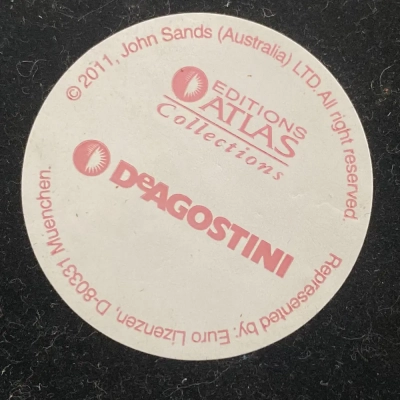 © 2011, John Sands (Australia) LTD. All right reserved.
EDITIONS
ATLAS
Collections
DeAGOSTINI
Represented by: Euro Lizenzen, D-80331 Muenchen.